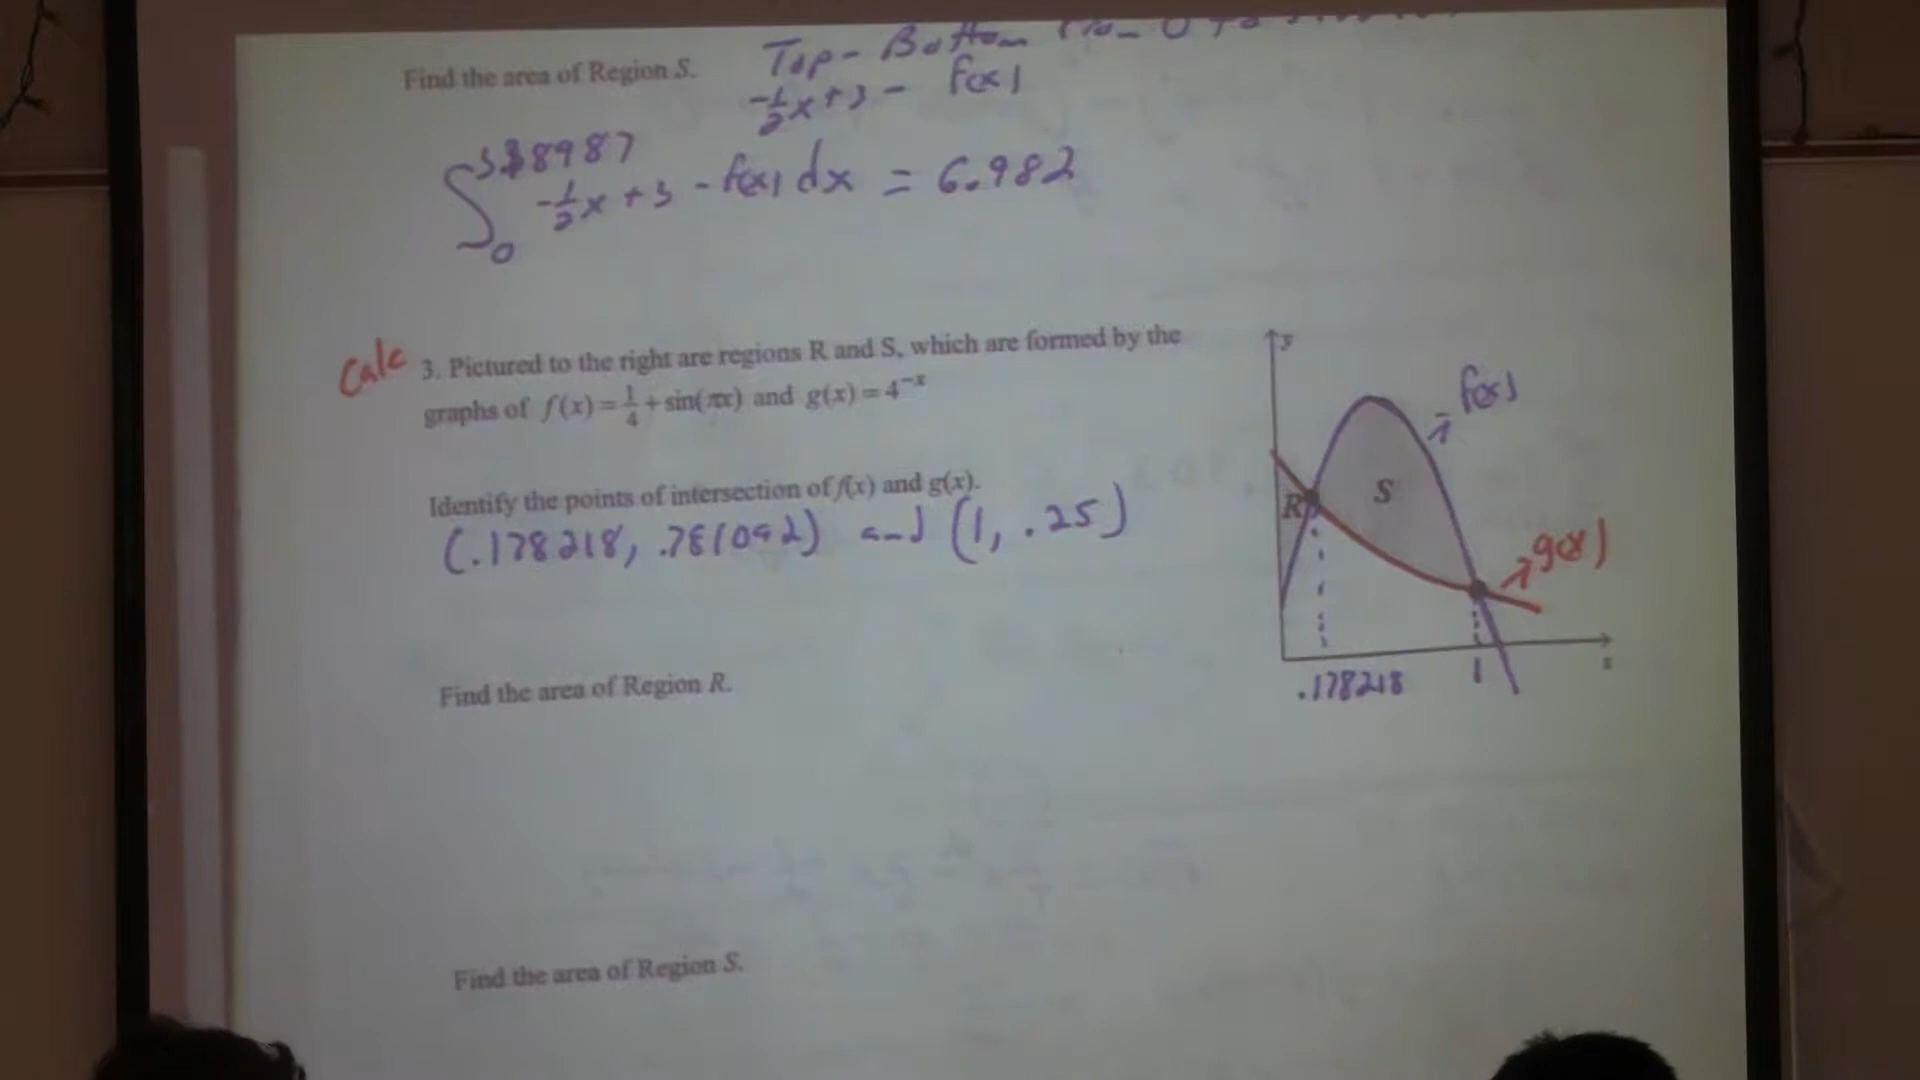 Top - Bottom
Find the area of Region S.
-1/2x+3 - f(x)
∫_0 -1/2x+3 - f(x) dx = 6.982
Calc 3. Pictured to the right are regions R and S, which are formed by the
graphs of f(x) = 1/4 + sin(πx) and g(x) = 4^-x
Identify the points of intersection of f(x) and g(x).
(.178218, .781092) and (1, .25)
Find the area of Region R.
Find the area of Region S.
y
f(x)
S
R
g(x)
x
.178218
1